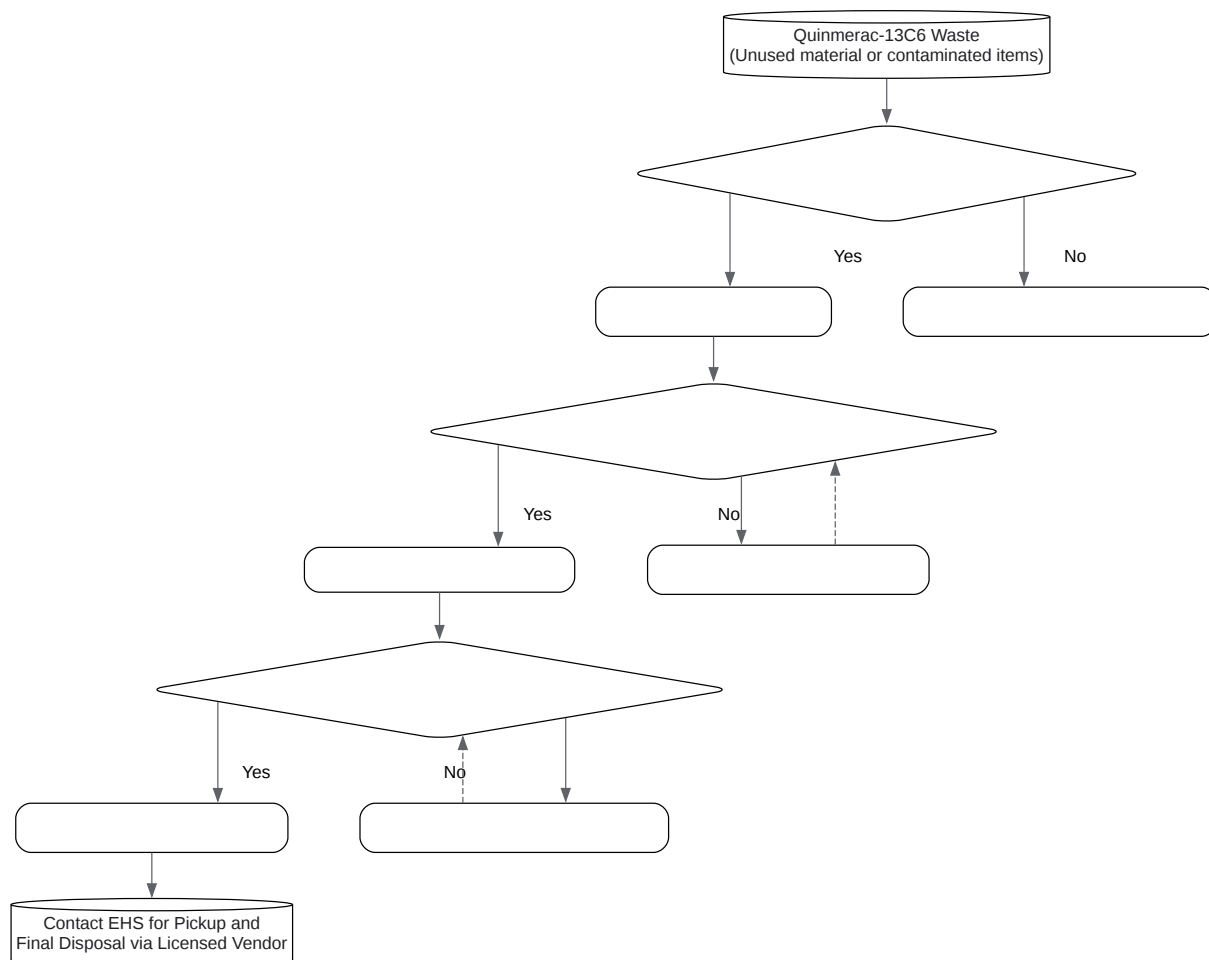 Quinmerac-13C6 Waste
(Unused material or contaminated items)
Yes
No
Yes
No
Yes
No
Contact EHS for Pickup and
Final Disposal via Licensed Vendor